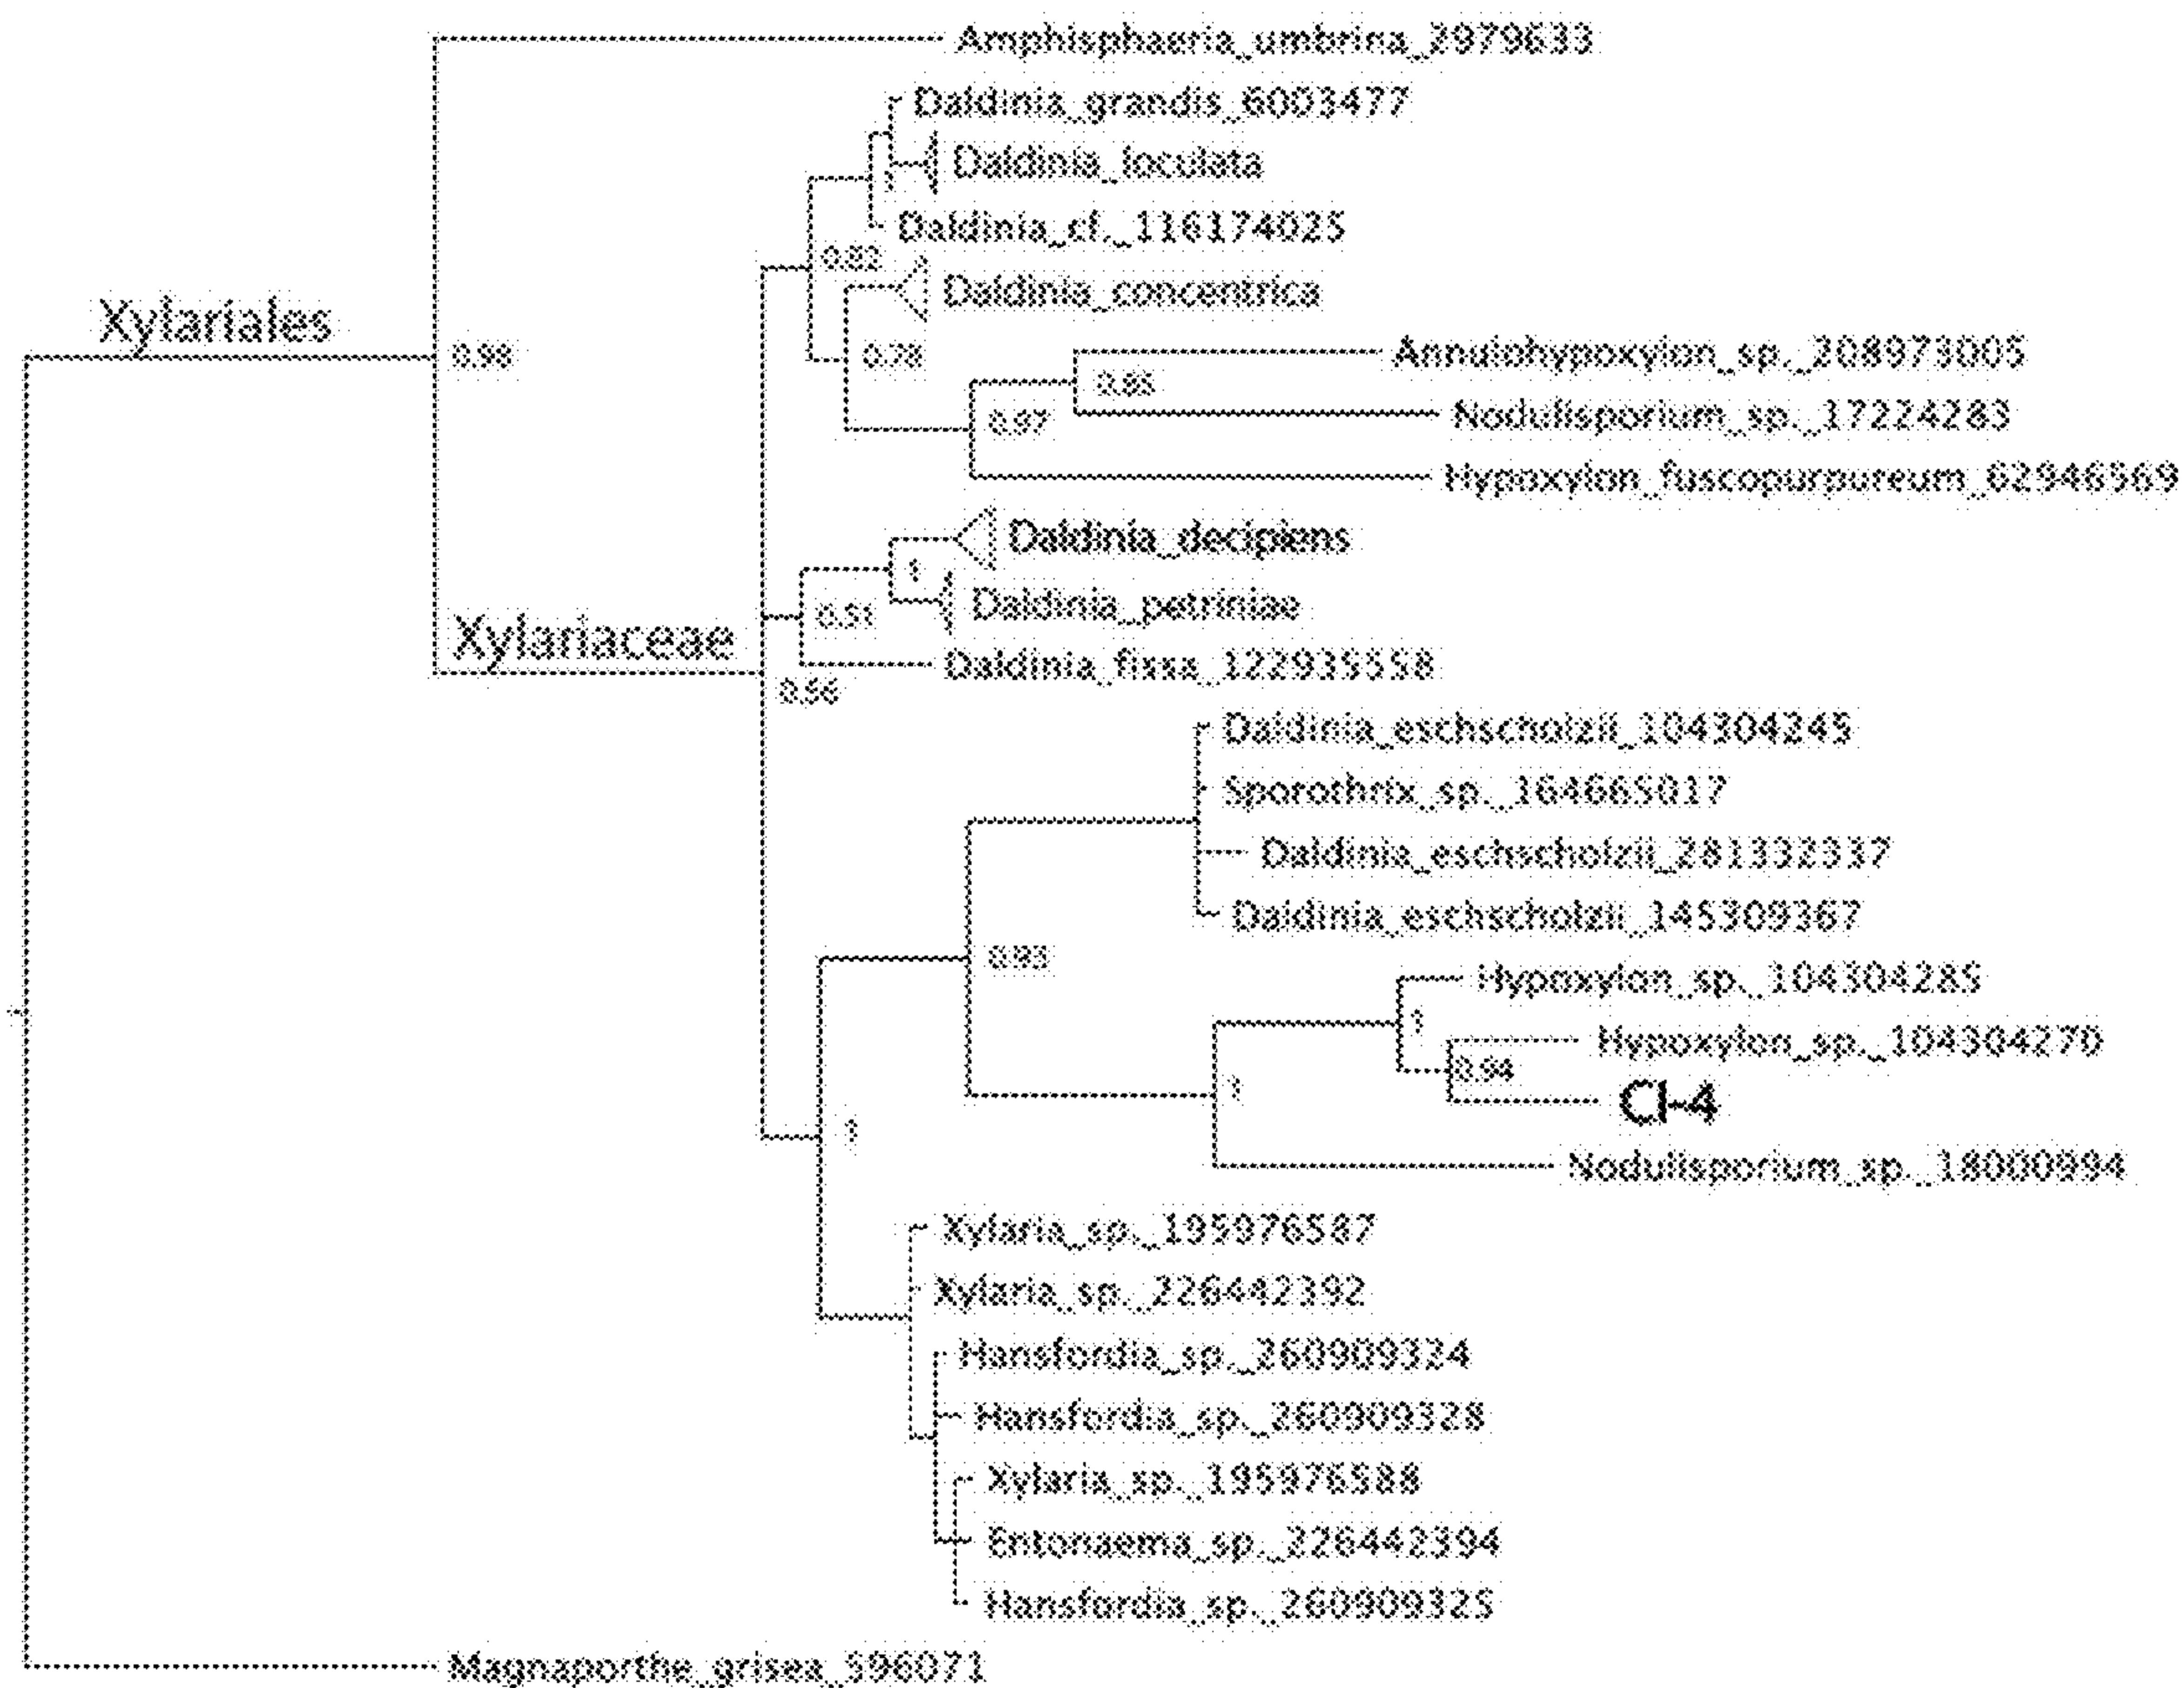 Amphisphaeria_umbrina_2979633
Daldinia_grandis_6003477
Daldinia_loculata
1
Daldinia_cf._116174025
0.82
Daldinia_concentrica
Xylariales
0.98
0.78
Annulohypoxylon_sp._208973005
0.85
Nodulisporium_sp._17224283
0.97
Hypoxylon_fuscopurpureum_62946569
Daldinia_decipiens
1
Daldinia_petriniae
0.51
Xylariaceae
Daldinia_fissa_122935558
0.56
Daldinia_eschscholzii_104304245
Sporothrix_sp._164665017
Daldinia_eschscholzii_281332337
Daldinia_eschscholzii_145309367
0.93
Hypoxylon_sp._104304285
1
Hypoxylon_sp._104304270
0.94
CI-4
1
1
Nodulisporium_sp._18000994
Xylaria_sp._195976587
Xylaria_sp._226442392
Hansfordia_sp._260909324
Hansfordia_sp._260909328
Xylaria_sp._195976588
Entonaema_sp._226442394
Hansfordia_sp._260909325
Magnaporthe_grisea_596071